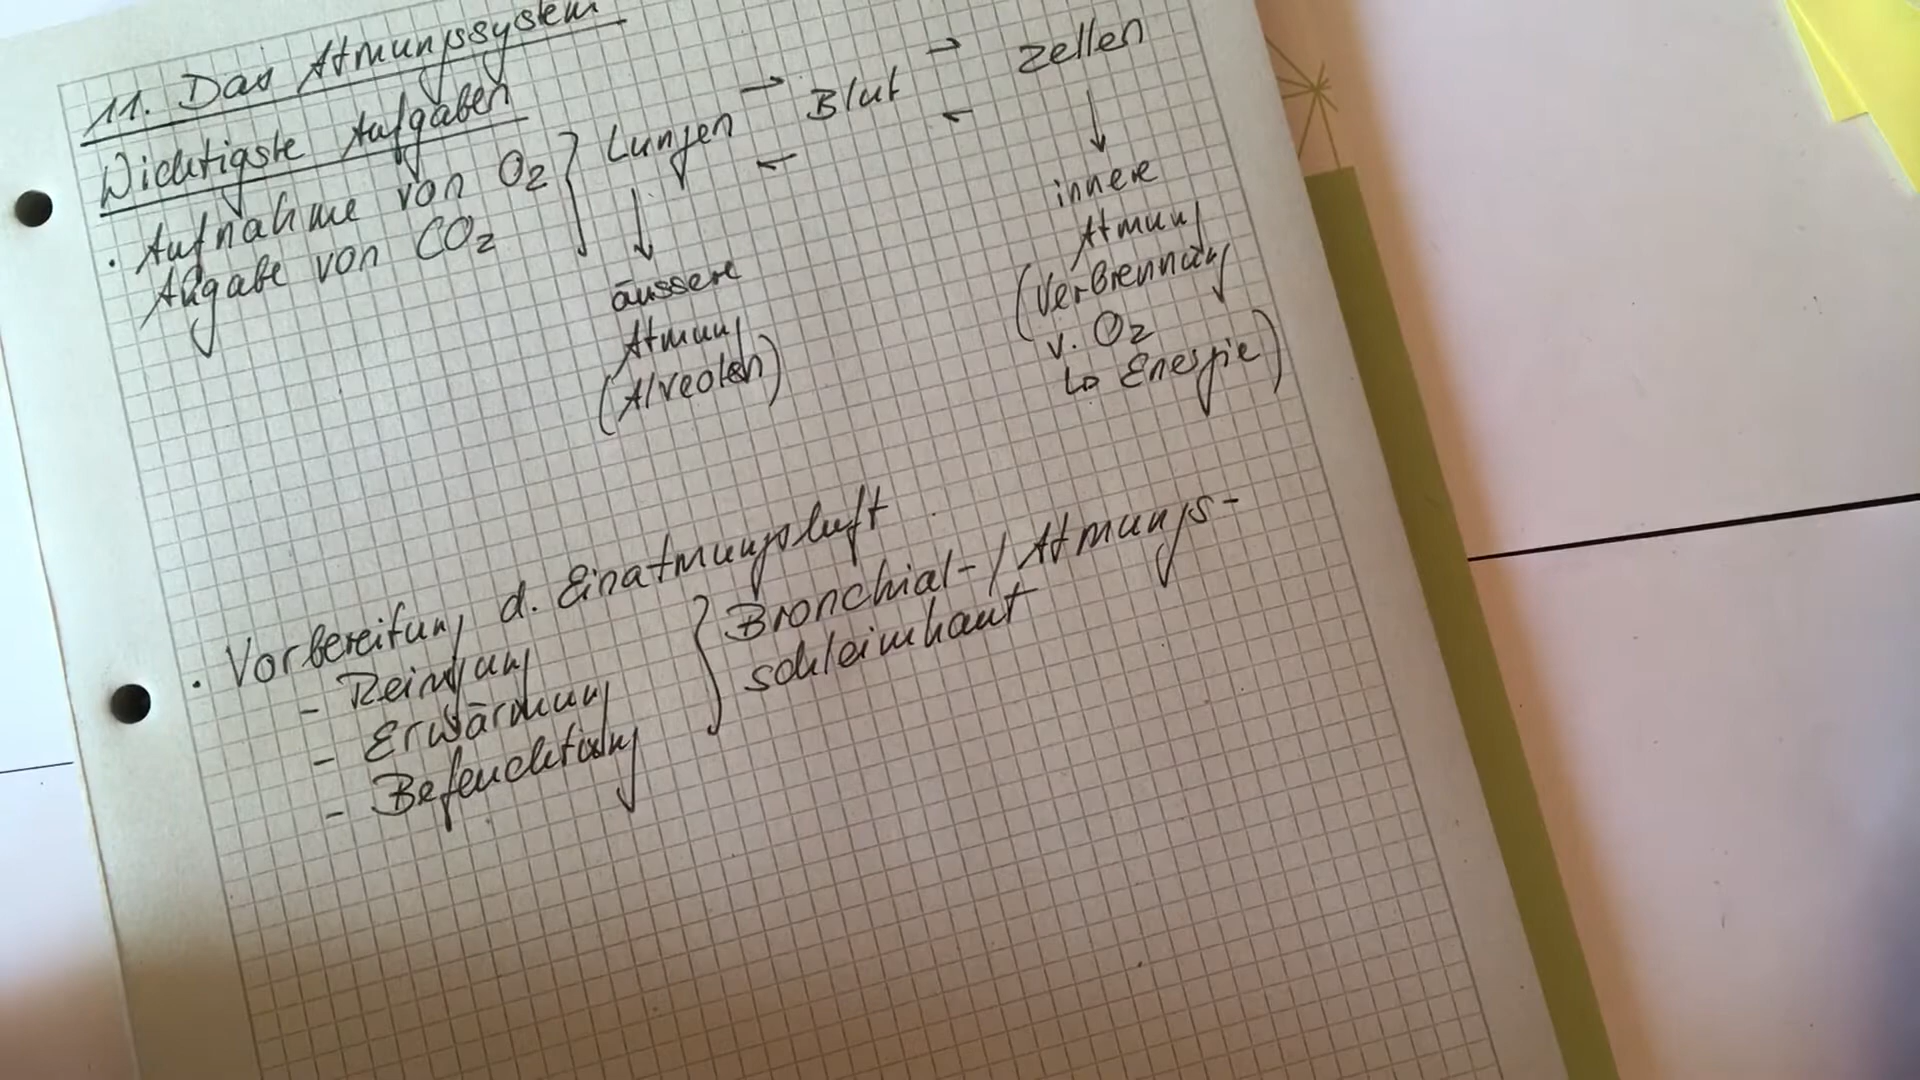 11. Das Atmungssystem
Wichtigste Aufgaben
· Aufnahme von O₂ } Lungen → Blut → Zellen
Abgabe von CO₂ ← ←
↓ ↓
äussere
Atmung
(Alveolen)
innere
Atmung
(Verbrennung
v. O₂
↳ Energie)
· Vorbereitung d. Einatmungsluft
- Reinigung
- Erwärmung
- Befeuchtung
} Bronchial-/Atmungs-
schleimhaut